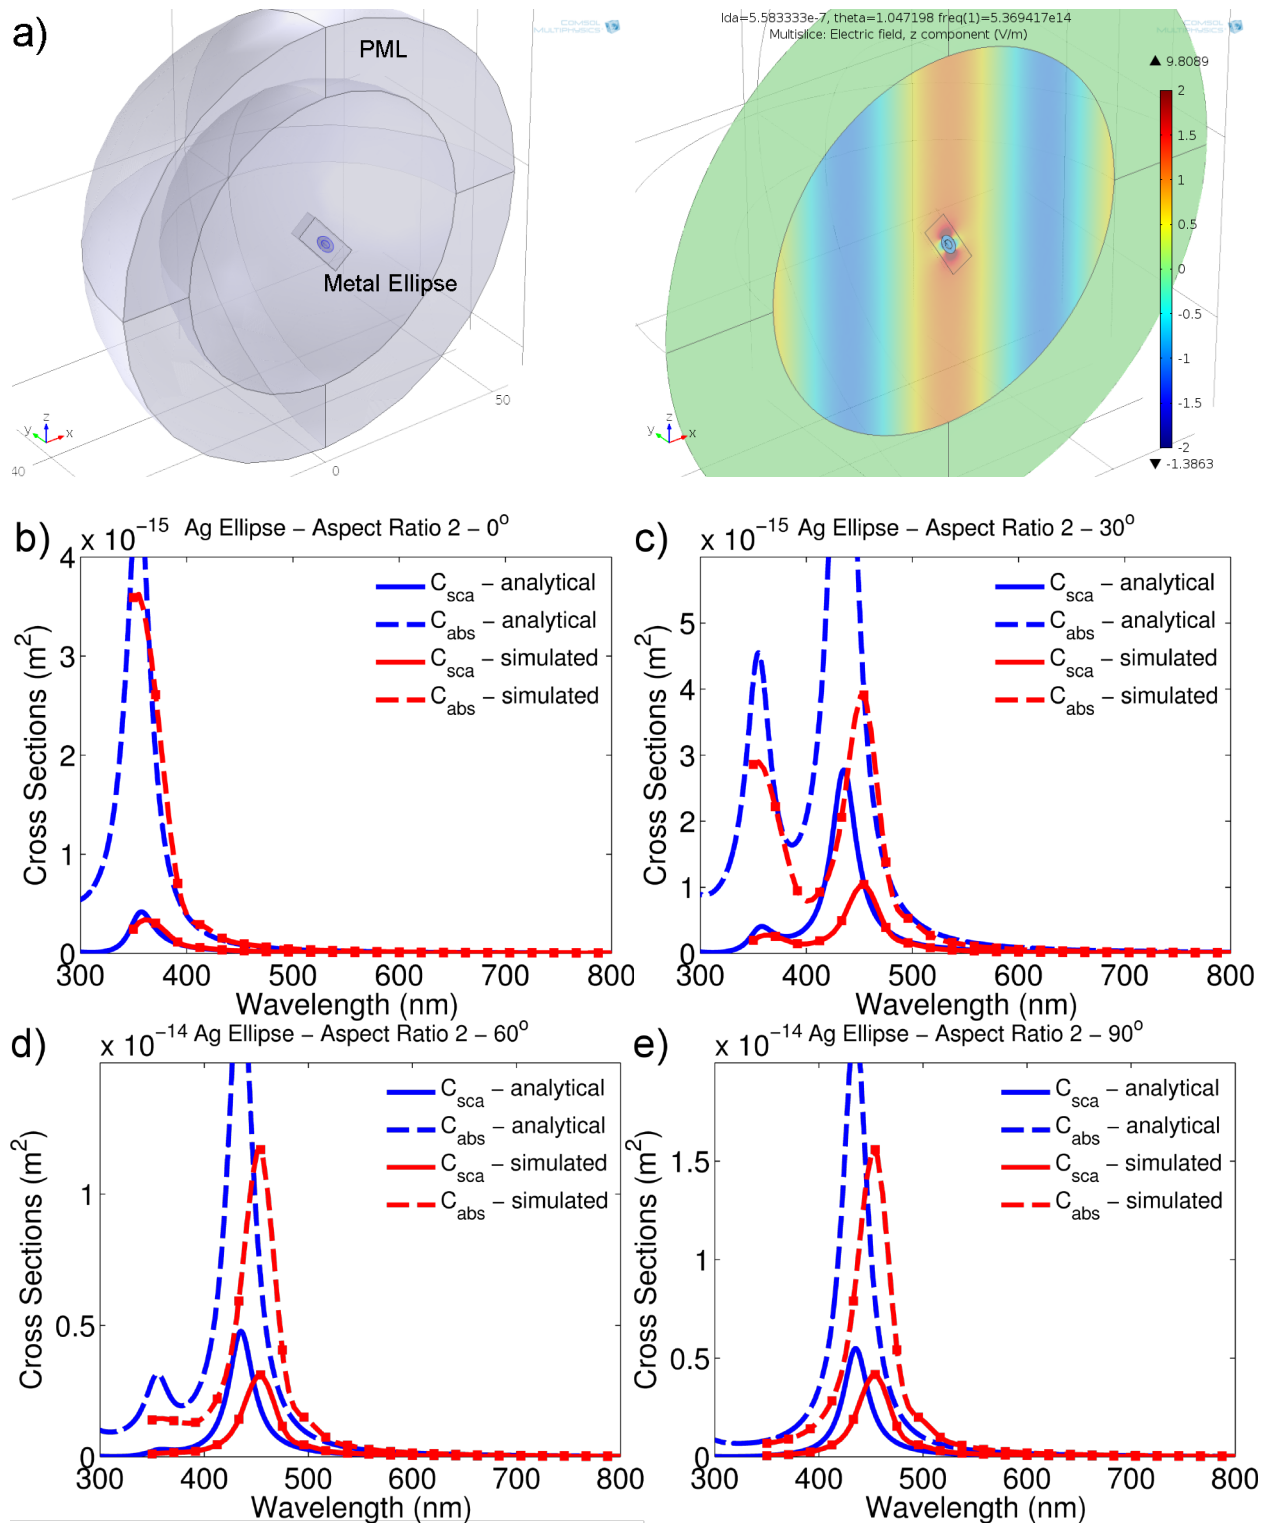 a)
PML
Metal Ellipse
COMSOL
MULTIPHYSICS
z
y
x
40
0
50
lda=5.583333e-7, theta=1.047198 freq(1)=5.369417e14
Multislice: Electric field, z component (V/m)
COMSOL
MULTIPHYSICS
▲ 9.8089
2
1.5
1
0.5
0
-0.5
-1
-1.5
-2
▼ -1.3863
z
y
x
b)
x 10⁻¹⁵ Ag Ellipse – Aspect Ratio 2 – 0°
4
3
2
1
0
Cross Sections (m²)
C_sca – analytical
C_abs – analytical
C_sca – simulated
C_abs – simulated
300 400 500 600 700 800
Wavelength (nm)
c)
x 10⁻¹⁵ Ag Ellipse – Aspect Ratio 2 – 30°
5
4
3
2
1
0
Cross Sections (m²)
C_sca – analytical
C_abs – analytical
C_sca – simulated
C_abs – simulated
300 400 500 600 700 800
Wavelength (nm)
d)
x 10⁻¹⁴ Ag Ellipse – Aspect Ratio 2 – 60°
1
0.5
0
Cross Sections (m²)
C_sca – analytical
C_abs – analytical
C_sca – simulated
C_abs – simulated
300 400 500 600 700 800
Wavelength (nm)
e)
x 10⁻¹⁴ Ag Ellipse – Aspect Ratio 2 – 90°
1.5
1
0.5
0
Cross Sections (m²)
C_sca – analytical
C_abs – analytical
C_sca – simulated
C_abs – simulated
300 400 500 600 700 800
Wavelength (nm)